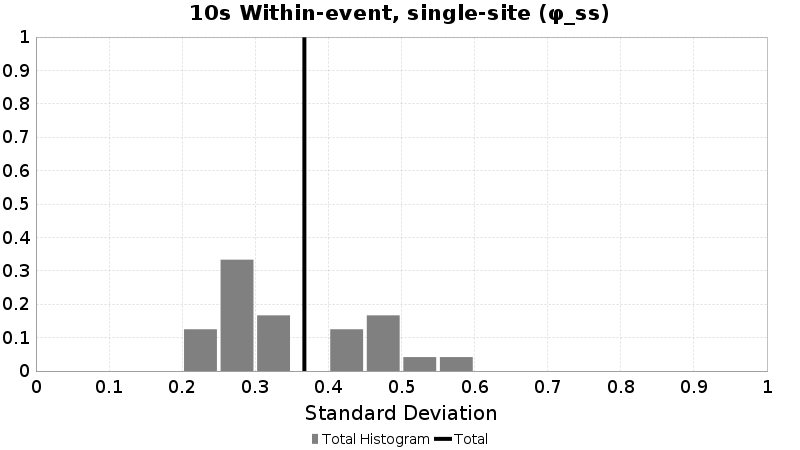 10s Within-event, single-site (φ_ss)
1
0.9
0.8
0.7
0.6
0.5
0.4
0.3
0.2
0.1
0
0 0.1 0.2 0.3 0.4 0.5 0.6 0.7 0.8 0.9 1
Standard Deviation
Total Histogram Total